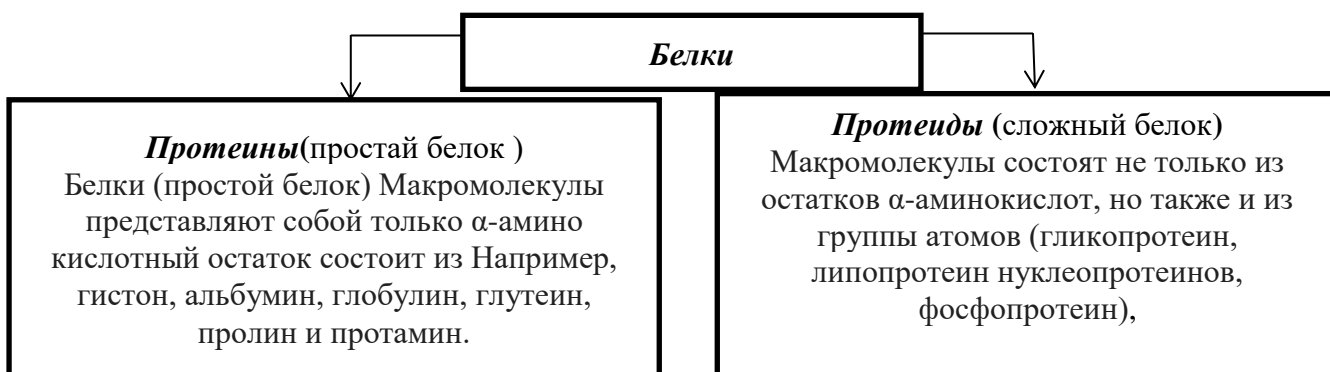 Белки
Протеины(простай белок )
Белки (простой белок) Макромолекулы
представляют собой только α-амино
кислотный остаток состоит из Например,
гистон, альбумин, глобулин, глутеин,
пролин и протамин.
Протеиды (сложный белок)
Макромолекулы состоят не только из
остатков α-аминокислот, но также и из
группы атомов (гликопротеин,
липопротеин нуклеопротеинов,
фосфопротеин),